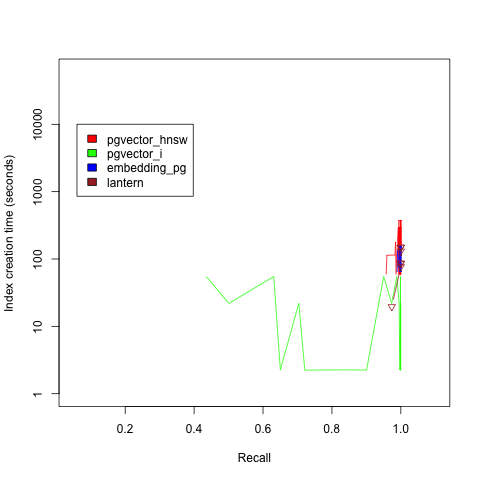 Index creation time (seconds)
10000
1000
100
10
1
pgvector_hnsw
pgvector_i
embedding_pg
lantern
0.2 0.4 0.6 0.8 1.0
Recall